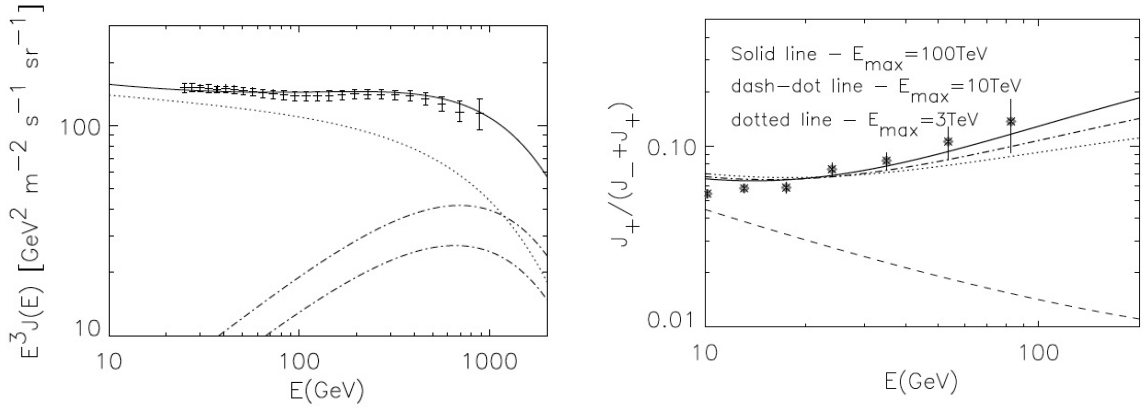 E³J(E) [GeV² m⁻² s⁻¹ sr⁻¹]
100
10
10
100
1000
E(GeV)
J₊/(J₋+J₊)
Solid line – E_max=100TeV
dash–dot line – E_max=10TeV
dotted line – E_max=3TeV
0.10
0.01
10
100
E(GeV)